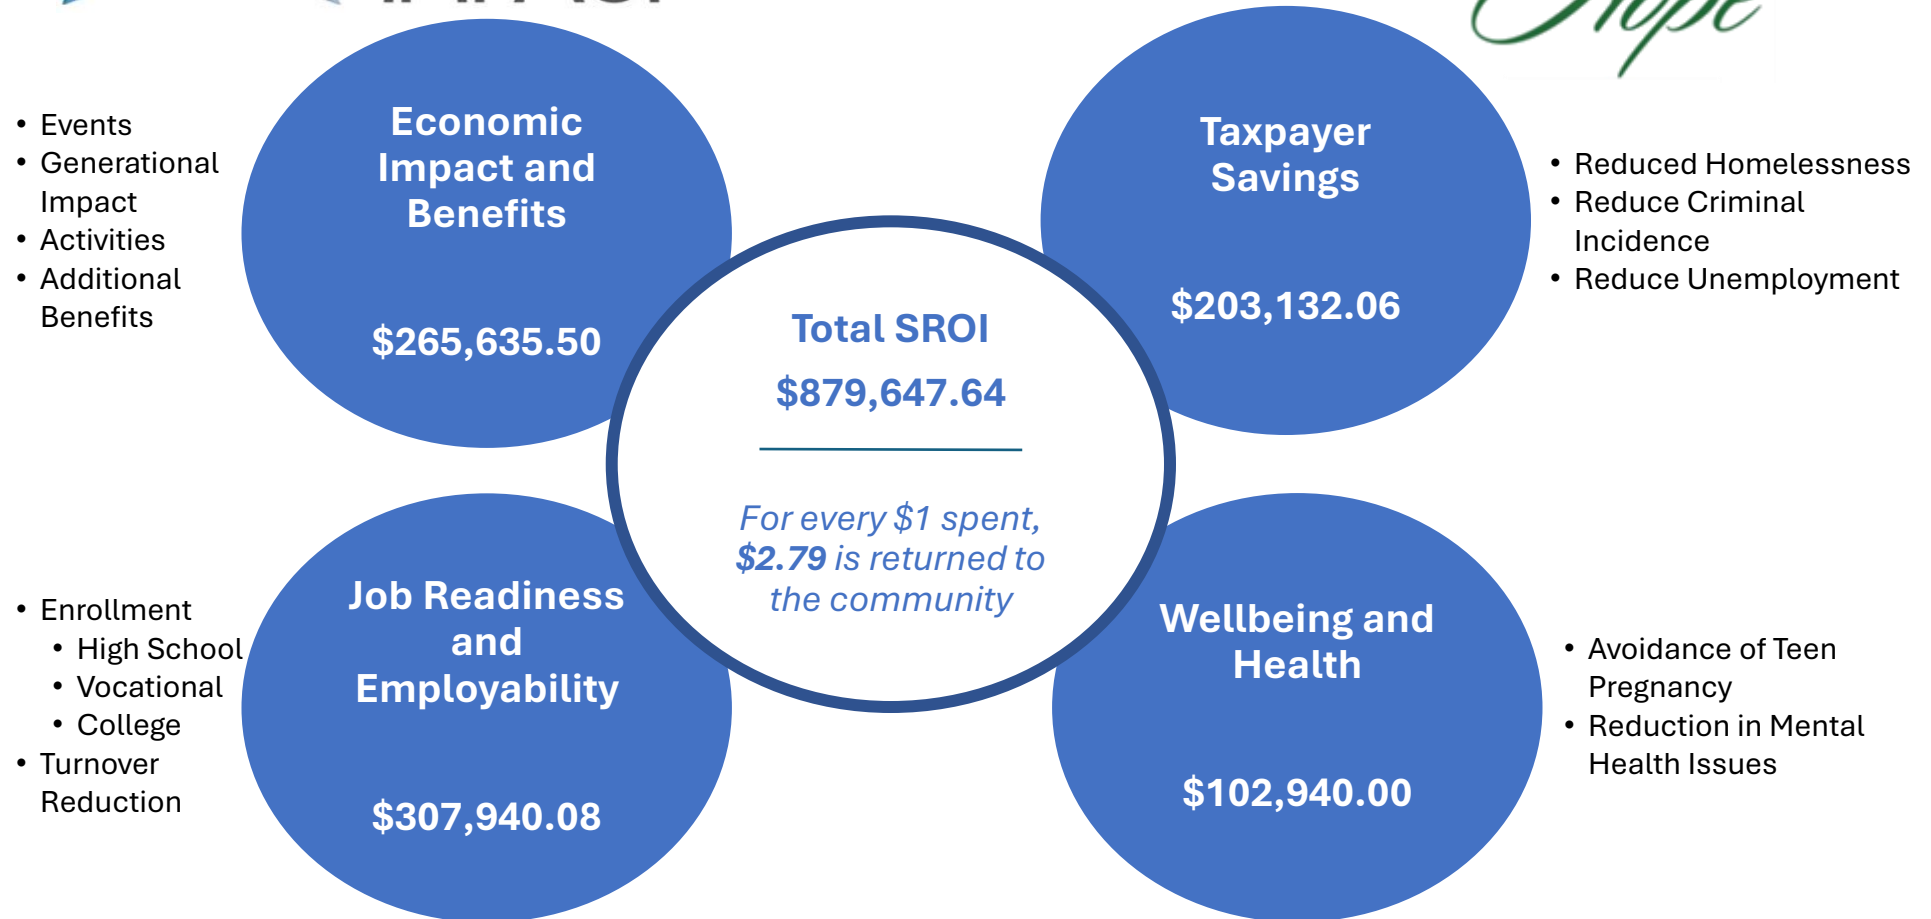 Hope
• Events
• Generational
Impact
• Activities
• Additional
Benefits
Economic
Impact and
Benefits
$265,635.50
Taxpayer
Savings
$203,132.06
• Reduced Homelessness
• Reduce Criminal
Incidence
• Reduce Unemployment
Total SROI
$879,647.64
For every $1 spent,
$2.79 is returned to
the community
• Enrollment
• High School
• Vocational
• College
• Turnover
Reduction
Job Readiness
and
Employability
$307,940.08
Wellbeing and
Health
$102,940.00
• Avoidance of Teen
Pregnancy
• Reduction in Mental
Health Issues